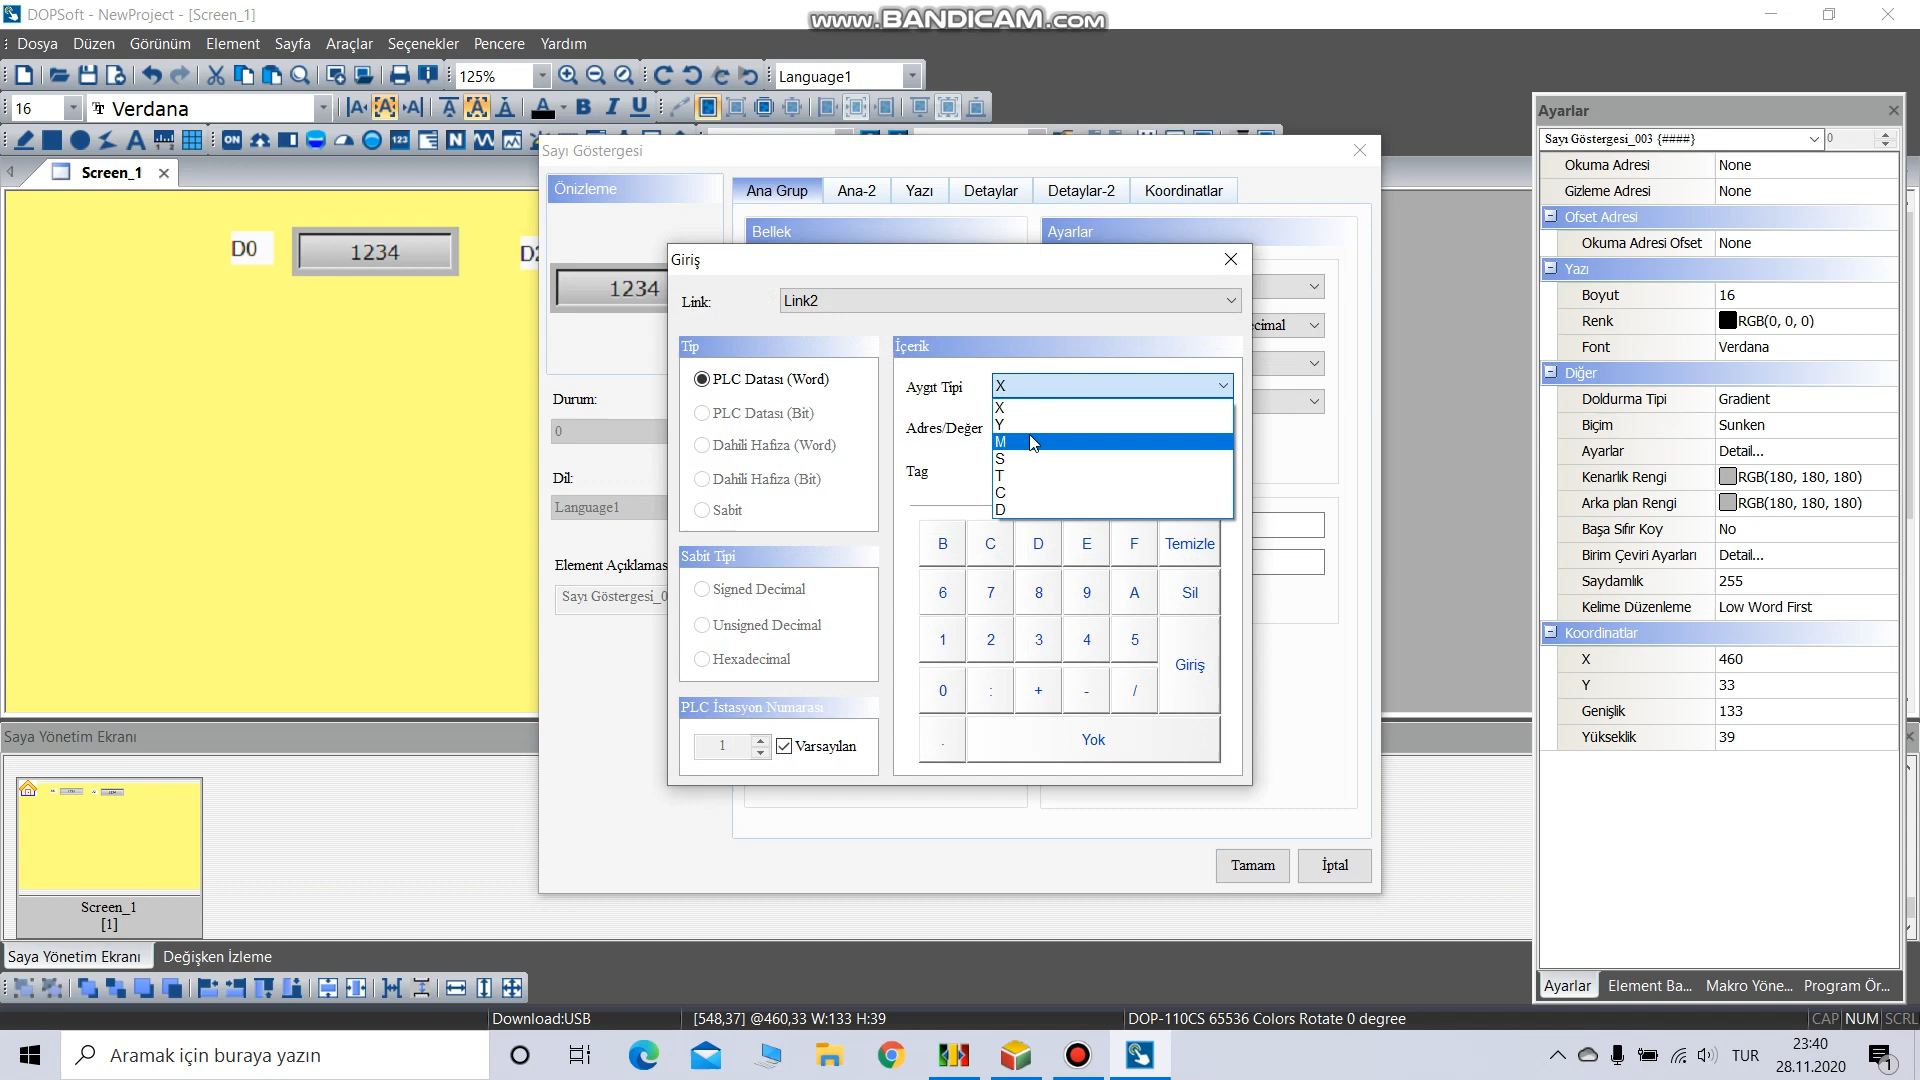 DOPSoft - NewProject - [Screen_1]
www.BANDICAM.com
Dosya Düzen Görünüm Element Sayfa Araçlar Seçenekler Pencere Yardım
125%
Language1
16
Verdana
Screen_1
D0
1234
Sayı Göstergesi
Önizleme
1234
Durum:
0
Dil:
Language1
Element Açıklamas
Ana Grup Ana-2 Yazı Detaylar Detaylar-2 Koordinatlar
Bellek
Ayarlar
Giriş
Link:
Link2
Tip
PLC Datası (Word)
PLC Datası (Bit)
Dahili Hafıza (Word)
Dahili Hafıza (Bit)
Sabit
Sabit Tipi
Signed Decimal
Unsigned Decimal
Hexadecimal
PLC İstasyon Numarası
1
Varsayılan
İçerik
Aygıt Tipi
X
Adres/Değer
Tag
X
Y
M
S
T
C
D
B C D E F Temizle
6 7 8 9 A Sil
1 2 3 4 5 Giriş
0 : + - /
. Yok
Tamam
İptal
Ayarlar
Sayı Göstergesi_003 {####}
0
Okuma Adresi None
Gizleme Adresi None
Ofset Adresi
Okuma Adresi Ofset None
Yazı
Boyut 16
Renk RGB(0, 0, 0)
Font Verdana
Diğer
Doldurma Tipi Gradient
Biçim Sunken
Ayarlar Detail...
Kenarlık Rengi RGB(180, 180, 180)
Arka plan Rengi RGB(180, 180, 180)
Başa Sıfır Koy No
Birim Çeviri Ayarları Detail...
Saydamlık 255
Kelime Düzenleme Low Word First
Koordinatlar
X 460
Y 33
Genişlik 133
Yükseklik 39
Ayarlar Element Ba... Makro Yöne... Program Ör...
Saya Yönetim Ekranı
Screen_1
[1]
Saya Yönetim Ekranı Değişken İzleme
Download:USB
[548,37] @460,33 W:133 H:39
DOP-110CS 65536 Colors Rotate 0 degree
CAP NUM SCRL
Aramak için buraya yazın
TUR
23:40
28.11.2020
1